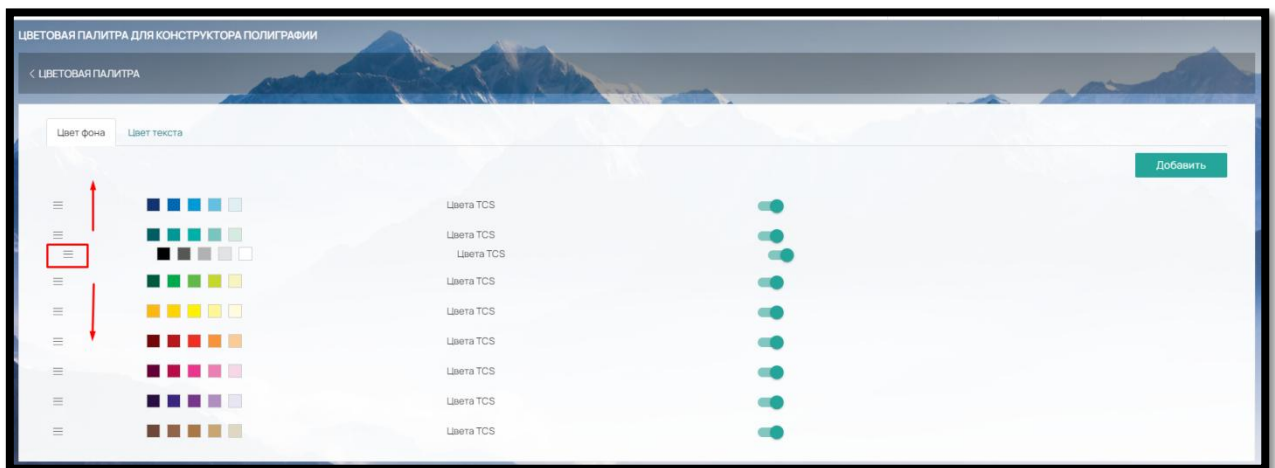 ЦВЕТОВАЯ ПАЛИТРА ДЛЯ КОНСТРУКТОРА ПОЛИГРАФИИ
< ЦВЕТОВАЯ ПАЛИТРА
Цвет фона Цвет текста
Добавить
Цвета TCS
Цвета TCS
Цвета TCS
Цвета TCS
Цвета TCS
Цвета TCS
Цвета TCS
Цвета TCS
Цвета TCS